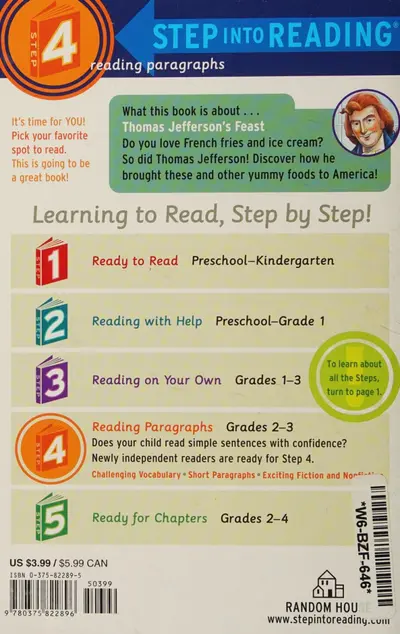 STEP
4
STEP INTO READING®
reading paragraphs
It's time for YOU!
Pick your favorite
spot to read.
This is going to be
a great book!
What this book is about . . .
Thomas Jefferson's Feast
Do you love French fries and ice cream?
So did Thomas Jefferson! Discover how he
brought these and other yummy foods to America!
Learning to Read, Step by Step!
STEP 1 Ready to Read Preschool–Kindergarten
STEP 2 Reading with Help Preschool–Grade 1
STEP 3 Reading on Your Own Grades 1–3
To learn about
all the Steps,
turn to page 1.
STEP 4 Reading Paragraphs Grades 2–3
Does your child read simple sentences with confidence?
Newly independent readers are ready for Step 4.
Challenging Vocabulary • Short Paragraphs • Exciting Fiction and Nonfiction
STEP 5 Ready for Chapters Grades 2–4
*W6-BZF-646*
US $3.99 / $5.99 CAN
ISBN 0-375-82289-5
50399
9 780375 822896
RANDOM HOU
www.stepintoreading.com